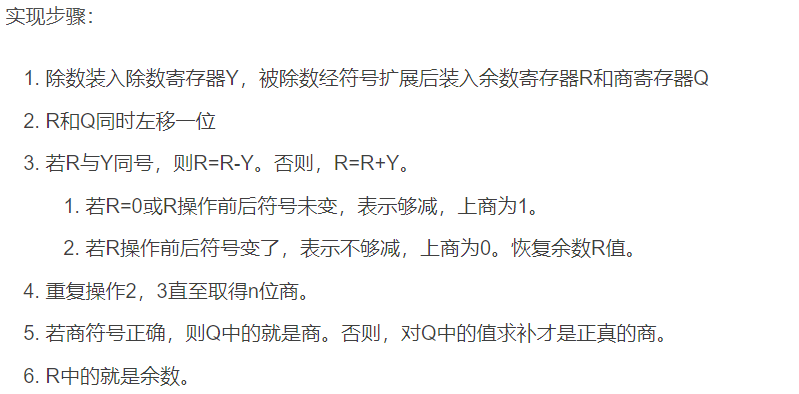 实现步骤：
1. 除数装入除数寄存器Y，被除数经符号扩展后装入余数寄存器R和商寄存器Q
2. R和Q同时左移一位
3. 若R与Y同号，则R=R-Y。否则，R=R+Y。
1. 若R=0或R操作前后符号未变，表示够减，上商为1。
2. 若R操作前后符号变了，表示不够减，上商为0。恢复余数R值。
4. 重复操作2，3直至取得n位商。
5. 若商符号正确，则Q中的就是商。否则，对Q中的值求补才是正真的商。
6. R中的就是余数。